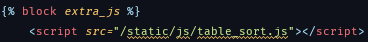 {% block extra_js %}
<script src="/static/js/table_sort.js"></script>